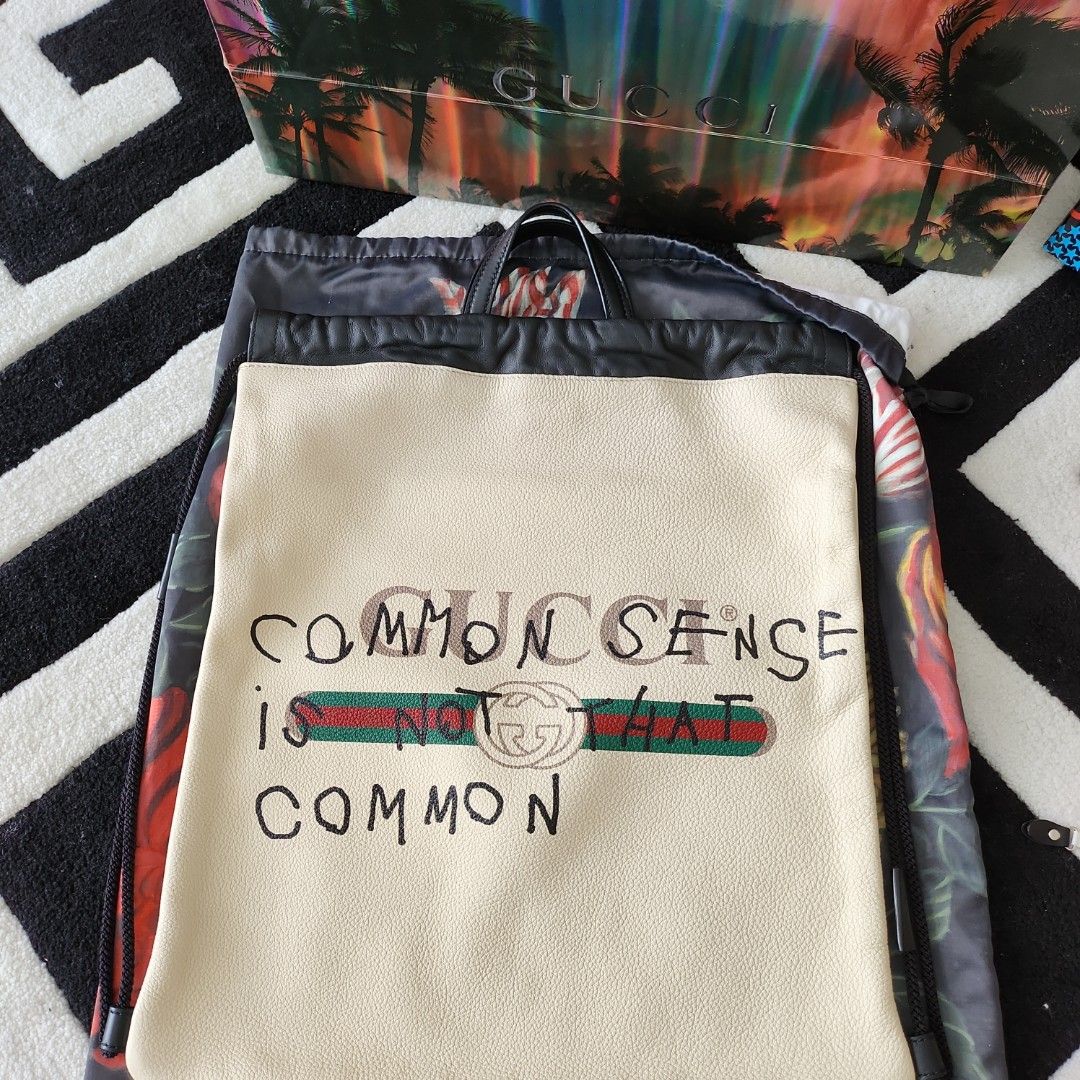 GUCCI
GUCCI®
COMMON SENSE
iS NOT THAT
COMMON